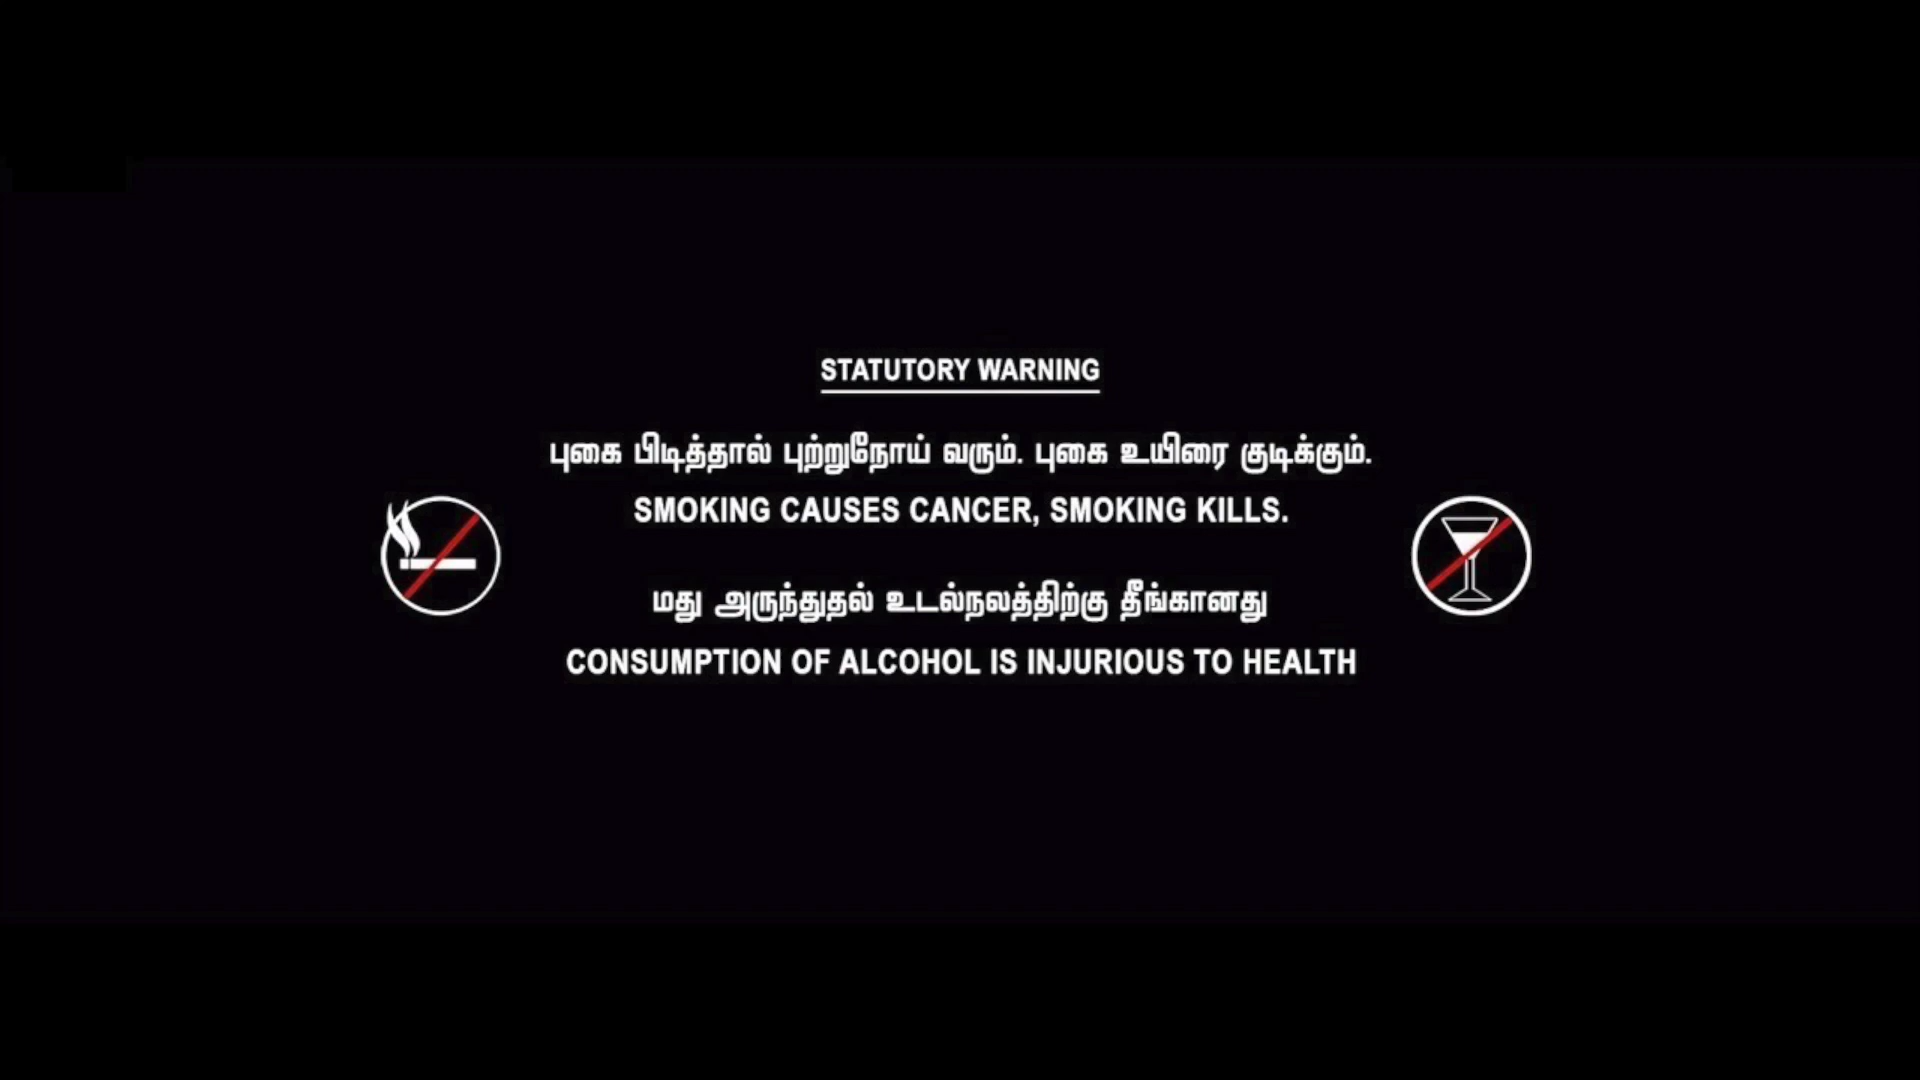 STATUTORY WARNING
புகை பிடித்தால் புற்றுநோய் வரும். புகை உயிரை குடிக்கும்.
SMOKING CAUSES CANCER, SMOKING KILLS.
மது அருந்துதல் உடல்நலத்திற்கு தீங்கானது
CONSUMPTION OF ALCOHOL IS INJURIOUS TO HEALTH